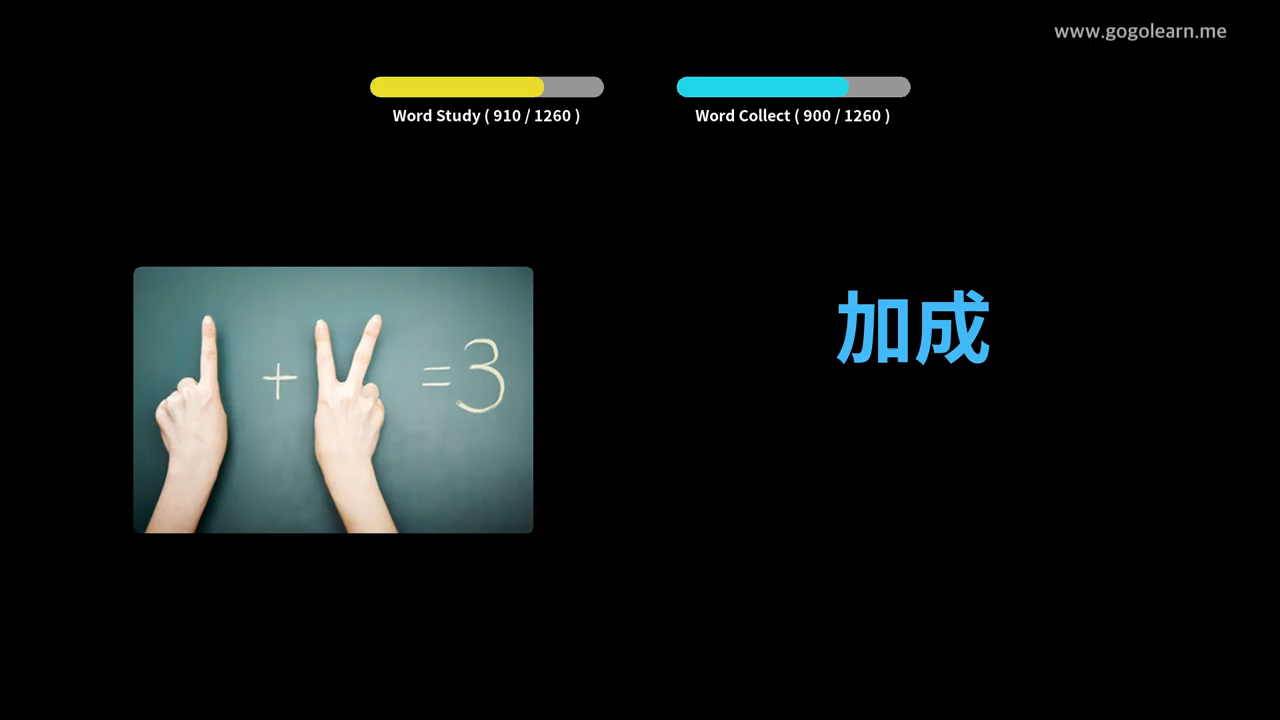 www.gogolearn.me
Word Study ( 910 / 1260 )
Word Collect ( 900 / 1260 )
+ =3
加成